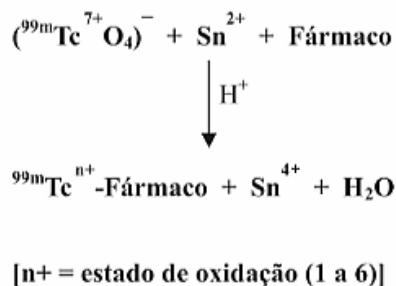 (⁹⁹ᵐTc⁷⁺O₄)⁻ + Sn²⁺ + Fármaco
H⁺
⁹⁹ᵐTcⁿ⁺-Fármaco + Sn⁴⁺ + H₂O
[n+ = estado de oxidação (1 a 6)]